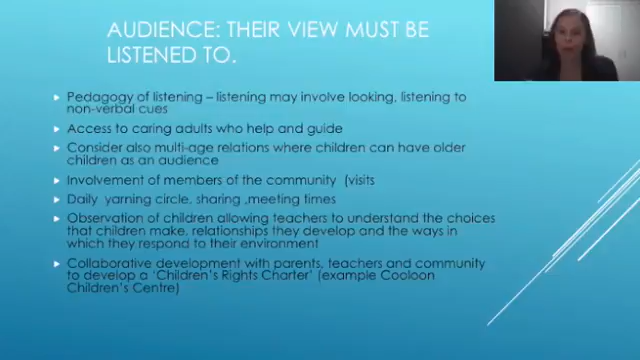 AUDIENCE: THEIR VIEW MUST BE
LISTENED TO.
Pedagogy of listening – listening may involve looking, listening to
non-verbal cues
Access to caring adults who help and guide
Consider also multi-age relations where children can have older
children as an audience
Involvement of members of the community (visits
Daily yarning circle, sharing ,meeting times
Observation of children allowing teachers to understand the choices
that children make, relationships they develop and the ways in
which they respond to their environment
Collaborative development with parents, teachers and community
to develop a ‘Children’s Rights Charter’ (example Cooloon
Children’s Centre)